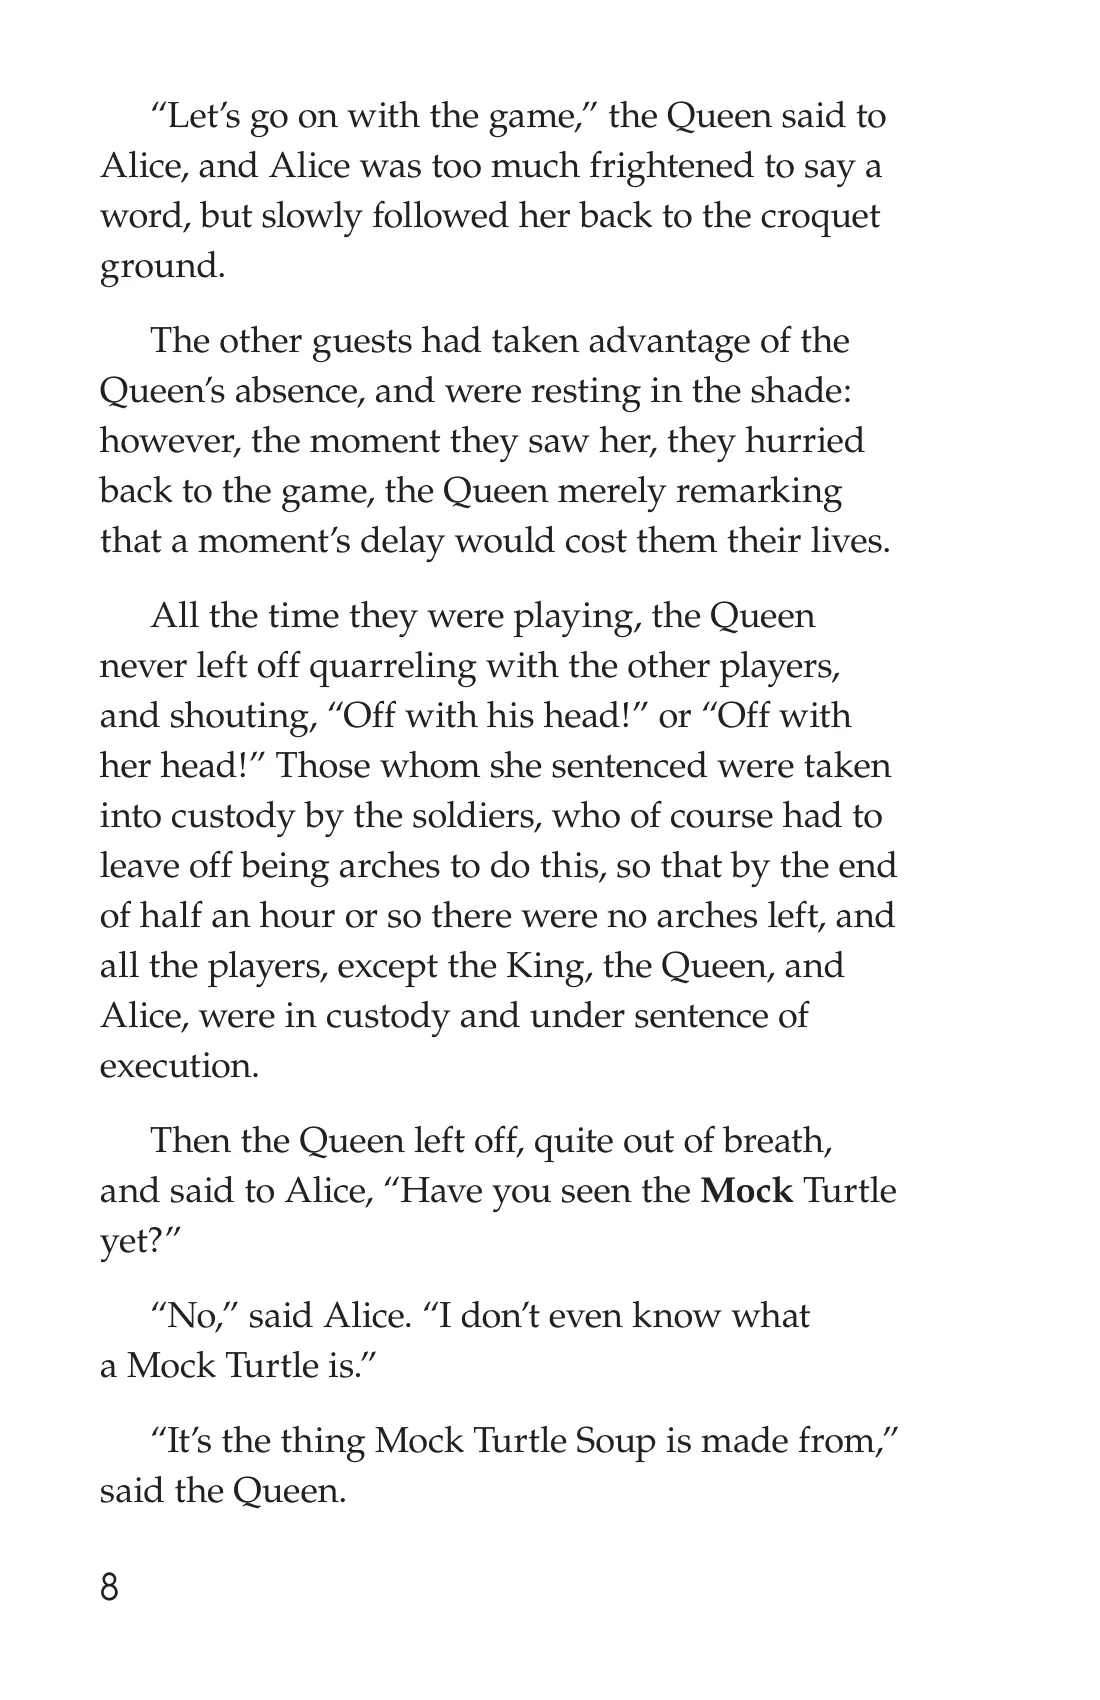 “Let’s go on with the game,” the Queen said to
Alice, and Alice was too much frightened to say a
word, but slowly followed her back to the croquet
ground.
The other guests had taken advantage of the
Queen’s absence, and were resting in the shade:
however, the moment they saw her, they hurried
back to the game, the Queen merely remarking
that a moment’s delay would cost them their lives.
All the time they were playing, the Queen
never left off quarreling with the other players,
and shouting, “Off with his head!” or “Off with
her head!” Those whom she sentenced were taken
into custody by the soldiers, who of course had to
leave off being arches to do this, so that by the end
of half an hour or so there were no arches left, and
all the players, except the King, the Queen, and
Alice, were in custody and under sentence of
execution.
Then the Queen left off, quite out of breath,
and said to Alice, “Have you seen the Mock Turtle
yet?”
“No,” said Alice. “I don’t even know what
a Mock Turtle is.”
“It’s the thing Mock Turtle Soup is made from,”
said the Queen.
8